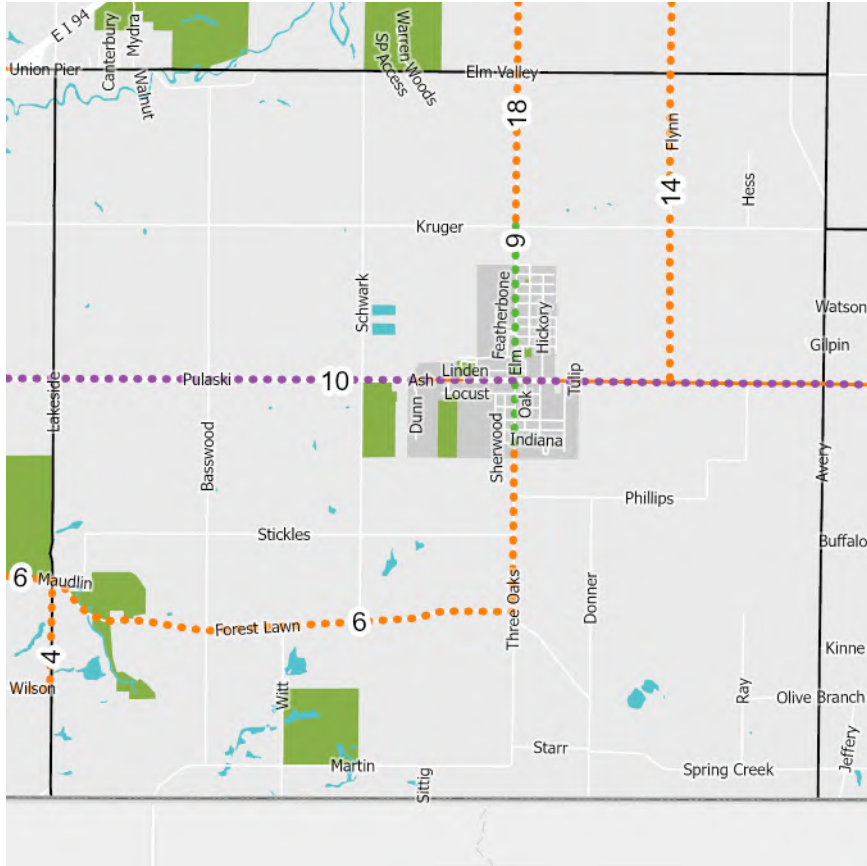 E I 94
Canterbury
Mydra
Walnut
Union Pier
Warren Woods
Sp Access
Elm Valley
18
Flynn
14
Hess
Kruger
9
Schwark
Featherbone
Hickory
Watson
Gilpin
Pulaski
10
Ash
Linden
Elm
Tulip
Locust
Dunn
Oak
Sherwood
Indiana
Lakeside
Basswood
Avery
Phillips
Stickles
Buffalo
6
Maudlin
Forest Lawn
6
Three Oaks
Donner
4
Wilson
Witt
Kinne
Ray
Olive Branch
Jeffery
Starr
Martin
Sittig
Spring Creek